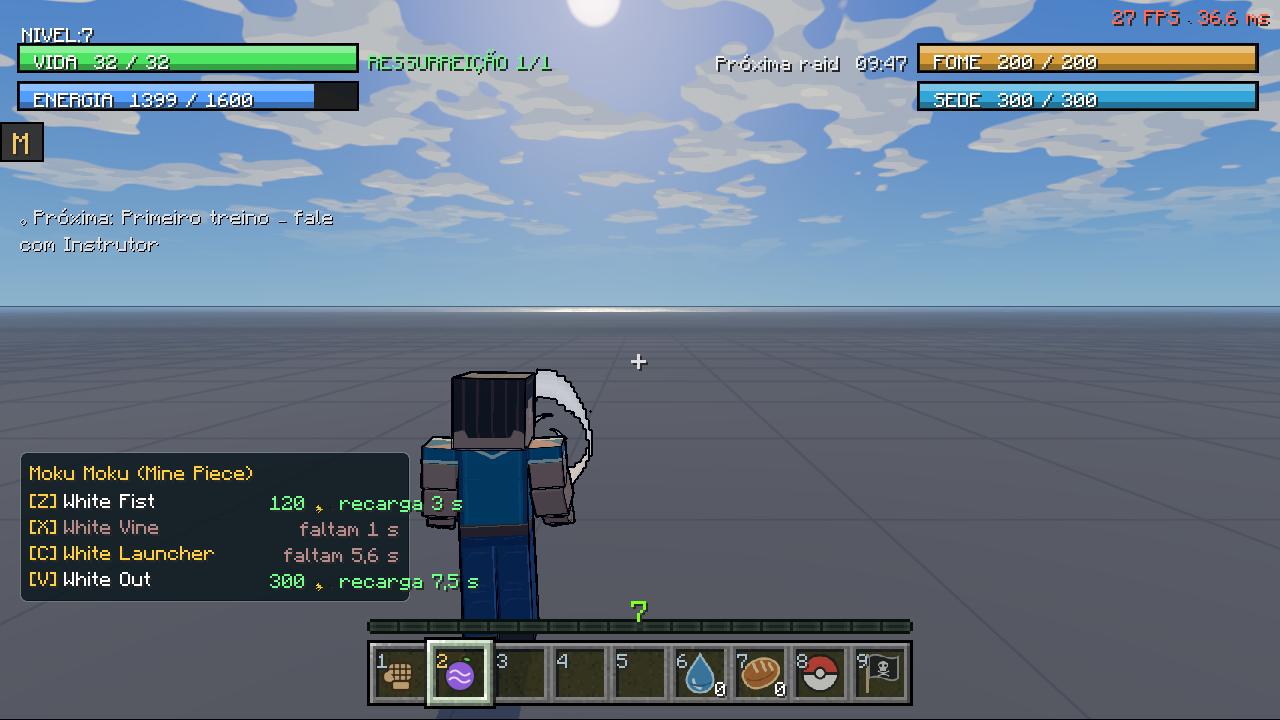 27 FPS · 36.6 ms
NIVEL:7
VIDA 32 / 32
RESSURREIÇÃO 1/1
Próxima raid 09:47
FOME 200 / 200
ENERGIA 1399 / 1600
SEDE 300 / 300
M
Próxima: Primeiro treino – fale
com Instrutor
Moku Moku (Mine Piece)
[Z] White Fist 120 recarga 3 s
[X] White Vine faltam 1 s
[C] White Launcher faltam 5,6 s
[V] White Out 300 recarga 7,5 s
7
1 2 3 4 5 6 7 8 9
0 0